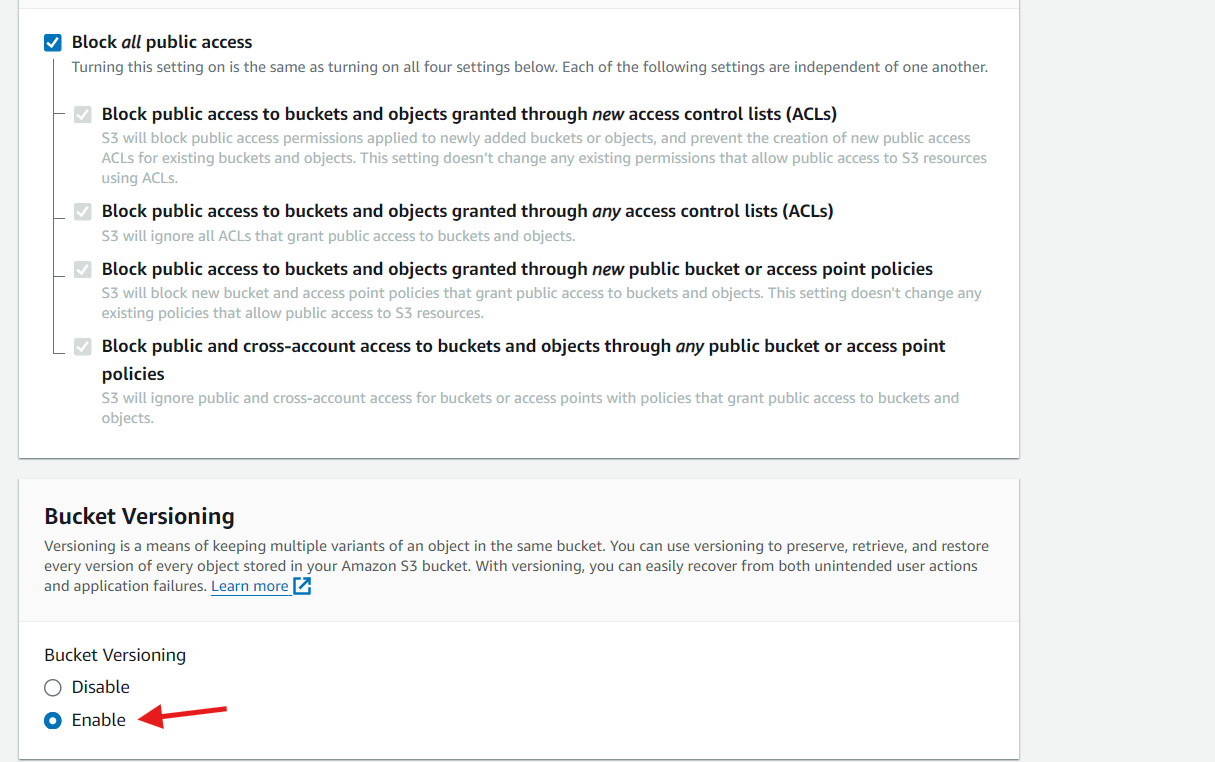 Block all public access
Turning this setting on is the same as turning on all four settings below. Each of the following settings are independent of one another.
Block public access to buckets and objects granted through new access control lists (ACLs)
S3 will block public access permissions applied to newly added buckets or objects, and prevent the creation of new public access
ACLs for existing buckets and objects. This setting doesn't change any existing permissions that allow public access to S3 resources
using ACLs.
Block public access to buckets and objects granted through any access control lists (ACLs)
S3 will ignore all ACLs that grant public access to buckets and objects.
Block public access to buckets and objects granted through new public bucket or access point policies
S3 will block new bucket and access point policies that grant public access to buckets and objects. This setting doesn't change any
existing policies that allow public access to S3 resources.
Block public and cross-account access to buckets and objects through any public bucket or access point
policies
S3 will ignore public and cross-account access for buckets or access points with policies that grant public access to buckets and
objects.
Bucket Versioning
Versioning is a means of keeping multiple variants of an object in the same bucket. You can use versioning to preserve, retrieve, and restore
every version of every object stored in your Amazon S3 bucket. With versioning, you can easily recover from both unintended user actions
and application failures. Learn more
Bucket Versioning
Disable
Enable